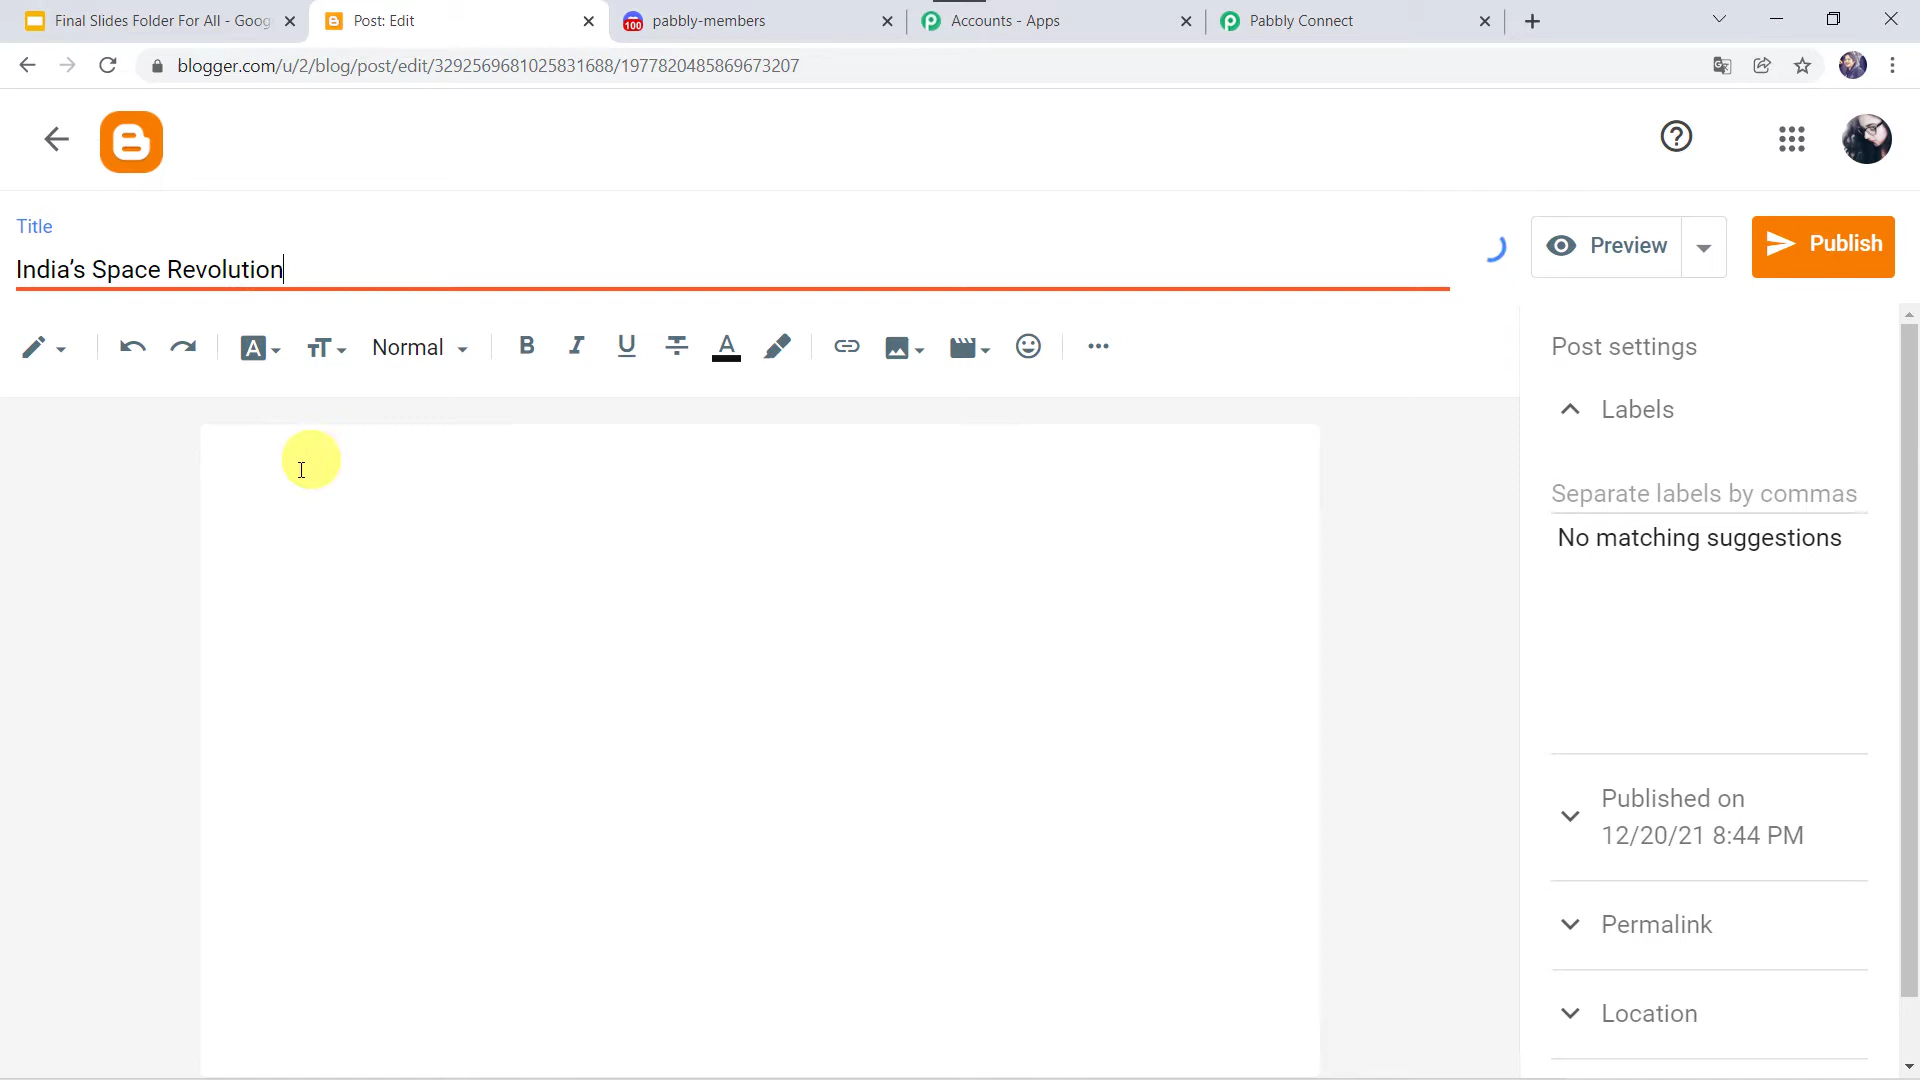 Final Slides Folder For All - Goog
Post: Edit
100
pabbly-members
Accounts - Apps
Pabbly Connect
blogger.com/u/2/blog/post/edit/3292569681025831688/1977820485869673207
Title
India’s Space Revolution
Preview
Publish
Normal
B
I
U
A
Post settings
Labels
Separate labels by commas
No matching suggestions
Published on
12/20/21 8:44 PM
Permalink
Location